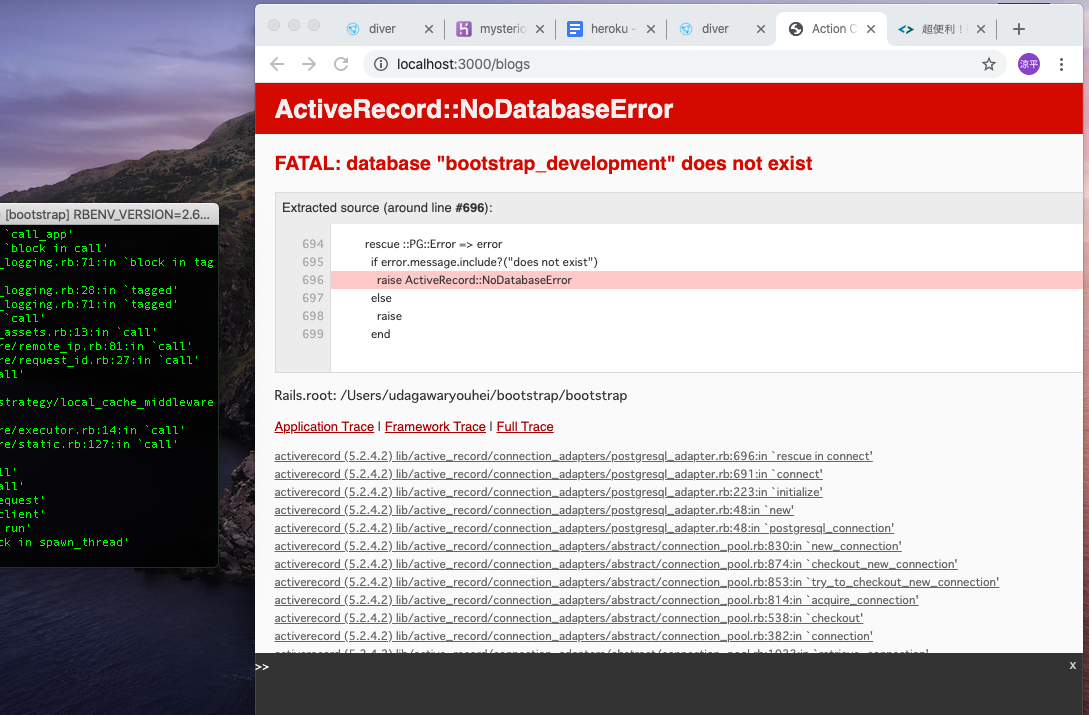 diver
mysterio
heroku -
diver
Action C
超便利！
localhost:3000/blogs
涼平
ActiveRecord::NoDatabaseError
FATAL: database "bootstrap_development" does not exist
Extracted source (around line #696):
694 rescue ::PG::Error => error
695 if error.message.include?("does not exist")
696 raise ActiveRecord::NoDatabaseError
697 else
698 raise
699 end
Rails.root: /Users/udagawaryouhei/bootstrap/bootstrap
Application Trace | Framework Trace | Full Trace
activerecord (5.2.4.2) lib/active_record/connection_adapters/postgresql_adapter.rb:696:in `rescue in connect'
activerecord (5.2.4.2) lib/active_record/connection_adapters/postgresql_adapter.rb:691:in `connect'
activerecord (5.2.4.2) lib/active_record/connection_adapters/postgresql_adapter.rb:223:in `initialize'
activerecord (5.2.4.2) lib/active_record/connection_adapters/postgresql_adapter.rb:48:in `new'
activerecord (5.2.4.2) lib/active_record/connection_adapters/postgresql_adapter.rb:48:in `postgresql_connection'
activerecord (5.2.4.2) lib/active_record/connection_adapters/abstract/connection_pool.rb:830:in `new_connection'
activerecord (5.2.4.2) lib/active_record/connection_adapters/abstract/connection_pool.rb:874:in `checkout_new_connection'
activerecord (5.2.4.2) lib/active_record/connection_adapters/abstract/connection_pool.rb:853:in `try_to_checkout_new_connection'
activerecord (5.2.4.2) lib/active_record/connection_adapters/abstract/connection_pool.rb:814:in `acquire_connection'
activerecord (5.2.4.2) lib/active_record/connection_adapters/abstract/connection_pool.rb:538:in `checkout'
activerecord (5.2.4.2) lib/active_record/connection_adapters/abstract/connection_pool.rb:382:in `connection'
>>
x
[bootstrap] RBENV_VERSION=2.6...
`call_app'
`block in call'
_logging.rb:71:in `block in tag
_logging.rb:28:in `tagged'
_logging.rb:71:in `tagged'
`call'
_assets.rb:13:in `call'
re/remote_ip.rb:81:in `call'
re/request_id.rb:27:in `call'
all'
strategy/local_cache_middleware
re/executor.rb:14:in `call'
re/static.rb:127:in `call'
ll'
all'
equest'
client'
run'
ck in spawn_thread'